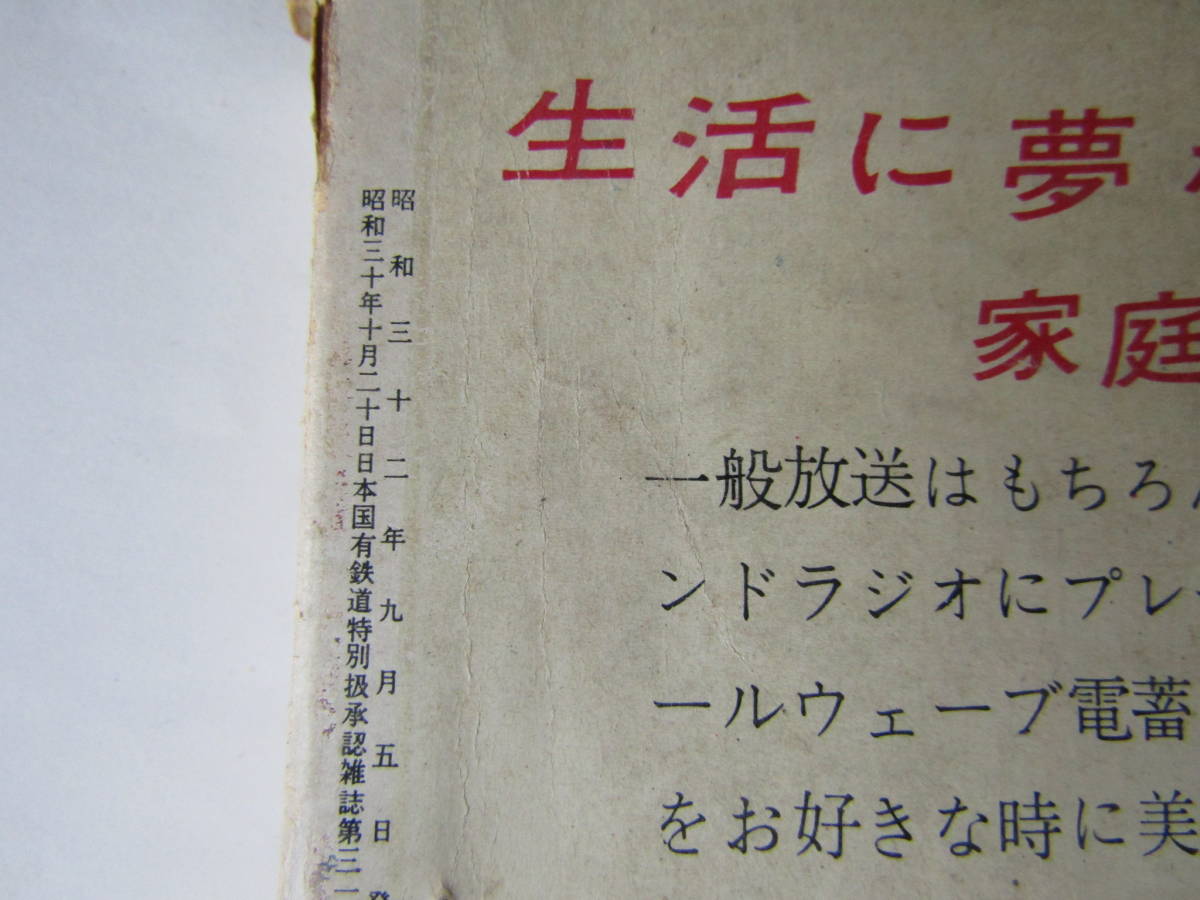 生活に夢
家庭
一般放送はもちろ
ンドラジオにプレ
ールウェーブ電蓄
をお好きな時に美
昭和三十二年九月五日発
昭和三十年十月二十日日本国有鉄道特別扱承認雑誌第三一